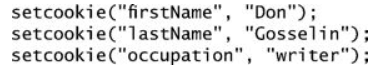 setcookie("firstName", "Don");
setcookie("lastName", "Gosselin");
setcookie("occupation", "writer");